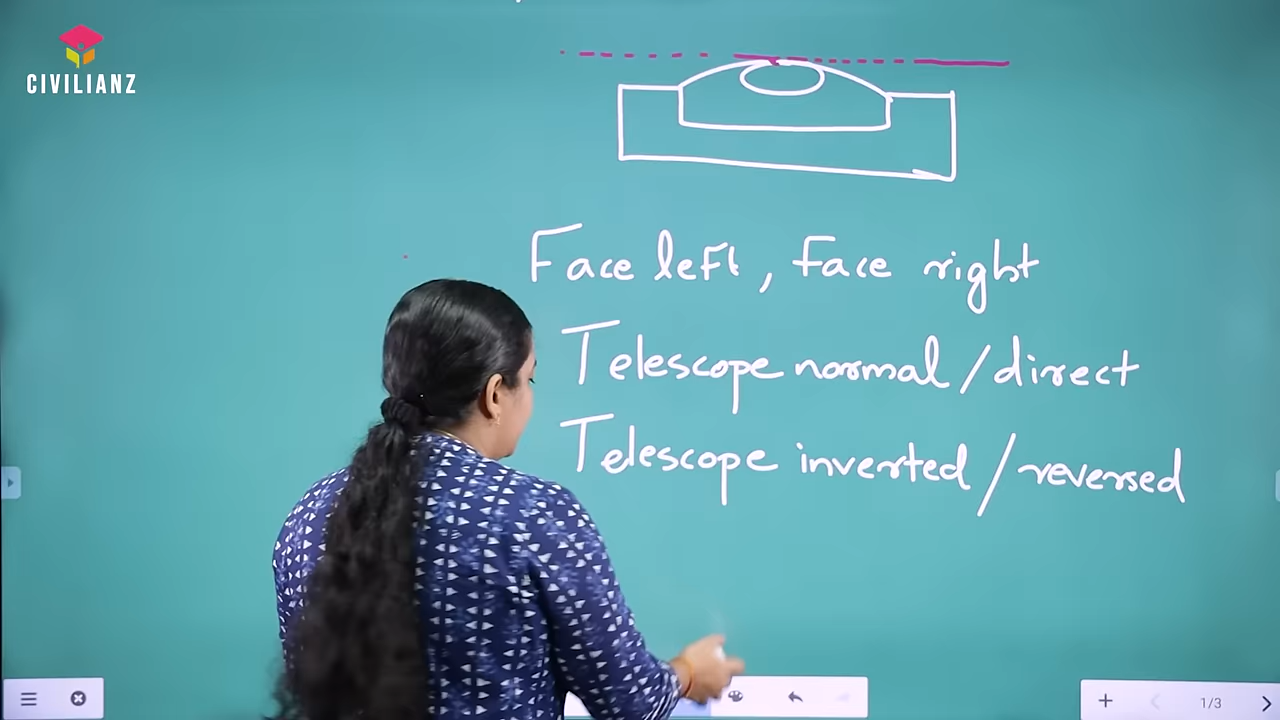 CIVILIANZ
Face left, face right
Telescope normal/direct
Telescope inverted/reversed
1/3